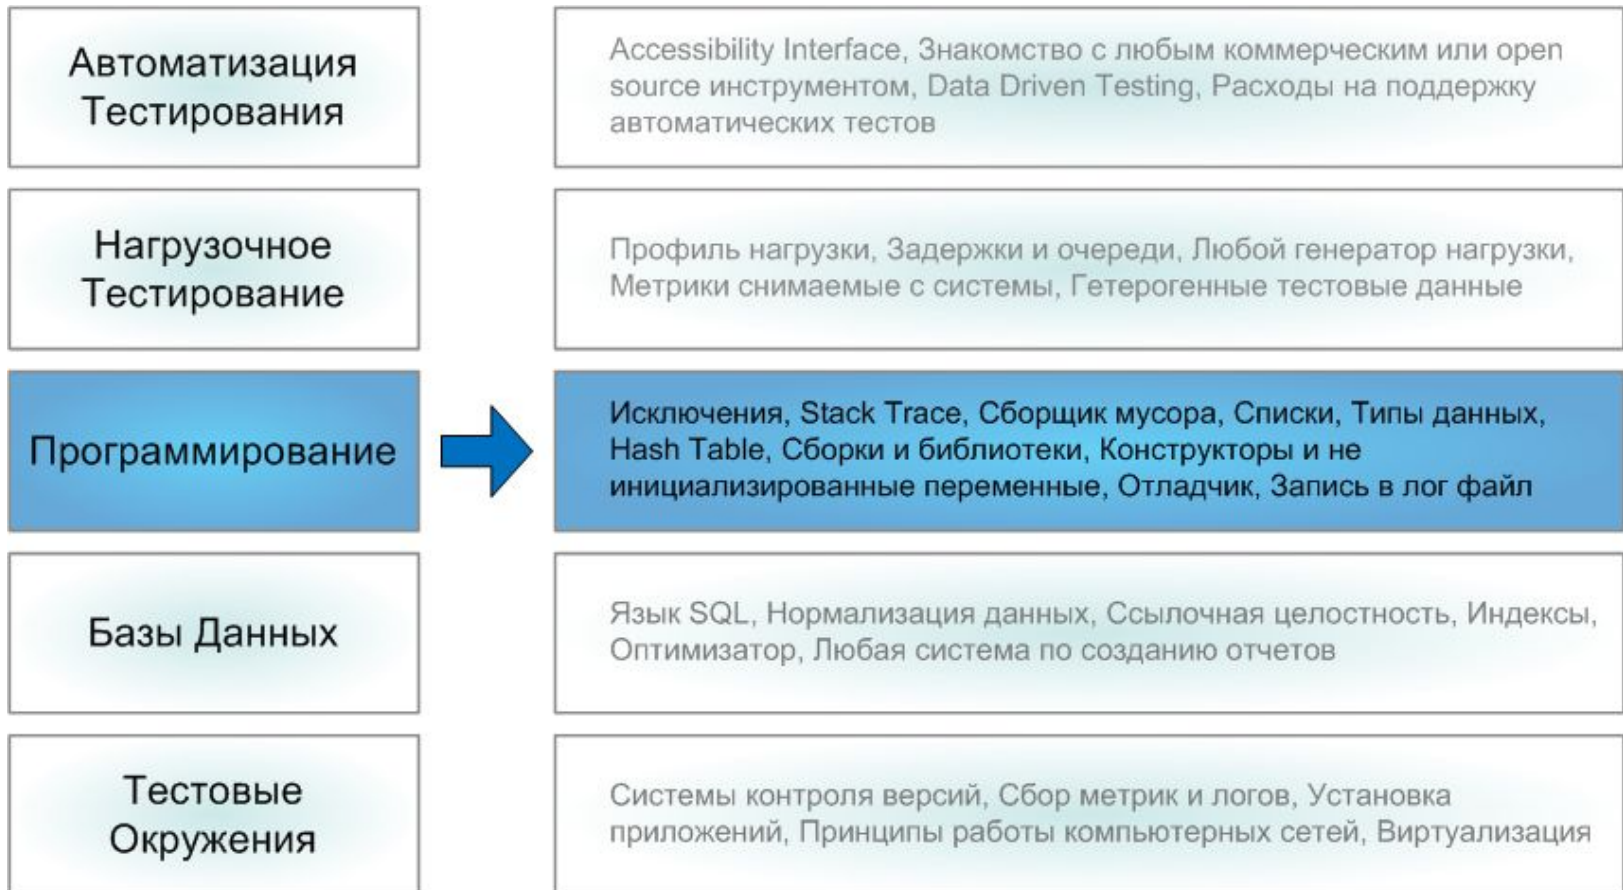 Автоматизация
Тестирования
Accessibility Interface, Знакомство с любым коммерческим или open
source инструментом, Data Driven Testing, Расходы на поддержку
автоматических тестов
Нагрузочное
Тестирование
Профиль нагрузки, Задержки и очереди, Любой генератор нагрузки,
Метрики снимаемые с системы, Гетерогенные тестовые данные
Программирование
Исключения, Stack Trace, Сборщик мусора, Списки, Типы данных,
Hash Table, Сборки и библиотеки, Конструкторы и не
инициализированные переменные, Отладчик, Запись в лог файл
Базы Данных
Язык SQL, Нормализация данных, Ссылочная целостность, Индексы,
Оптимизатор, Любая система по созданию отчетов
Тестовые
Окружения
Системы контроля версий, Сбор метрик и логов, Установка
приложений, Принципы работы компьютерных сетей, Виртуализация